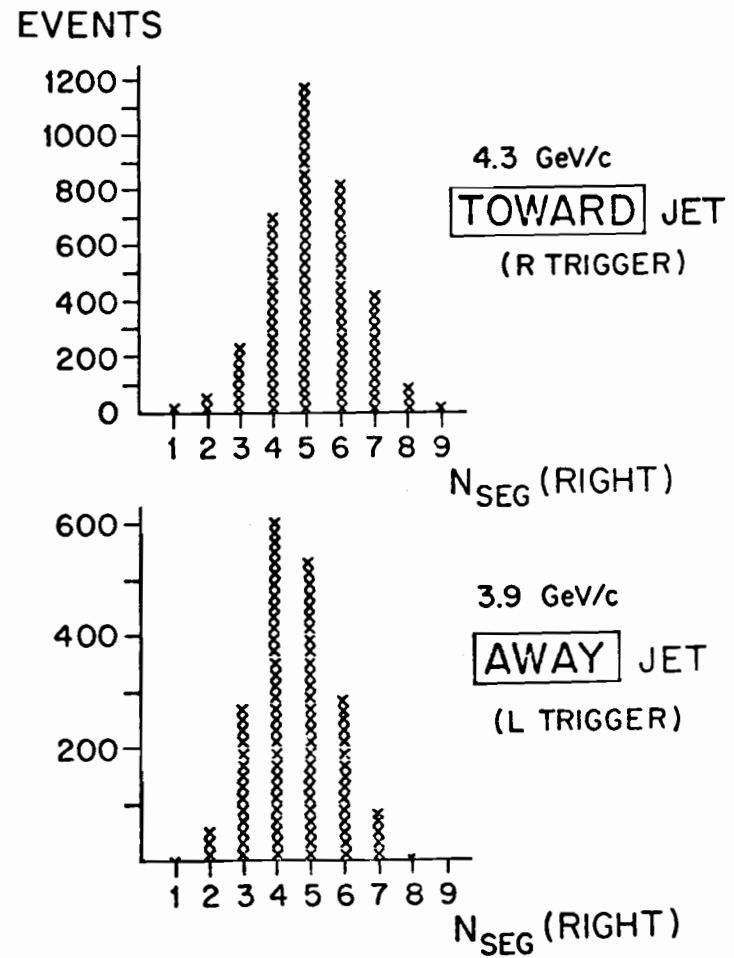 EVENTS
1200
1000
800
600
400
200
0
1 2 3 4 5 6 7 8 9
N_SEG (RIGHT)
4.3 GeV/c
TOWARD JET
(R TRIGGER)
600
400
200
1 2 3 4 5 6 7 8 9
N_SEG (RIGHT)
3.9 GeV/c
AWAY JET
(L TRIGGER)